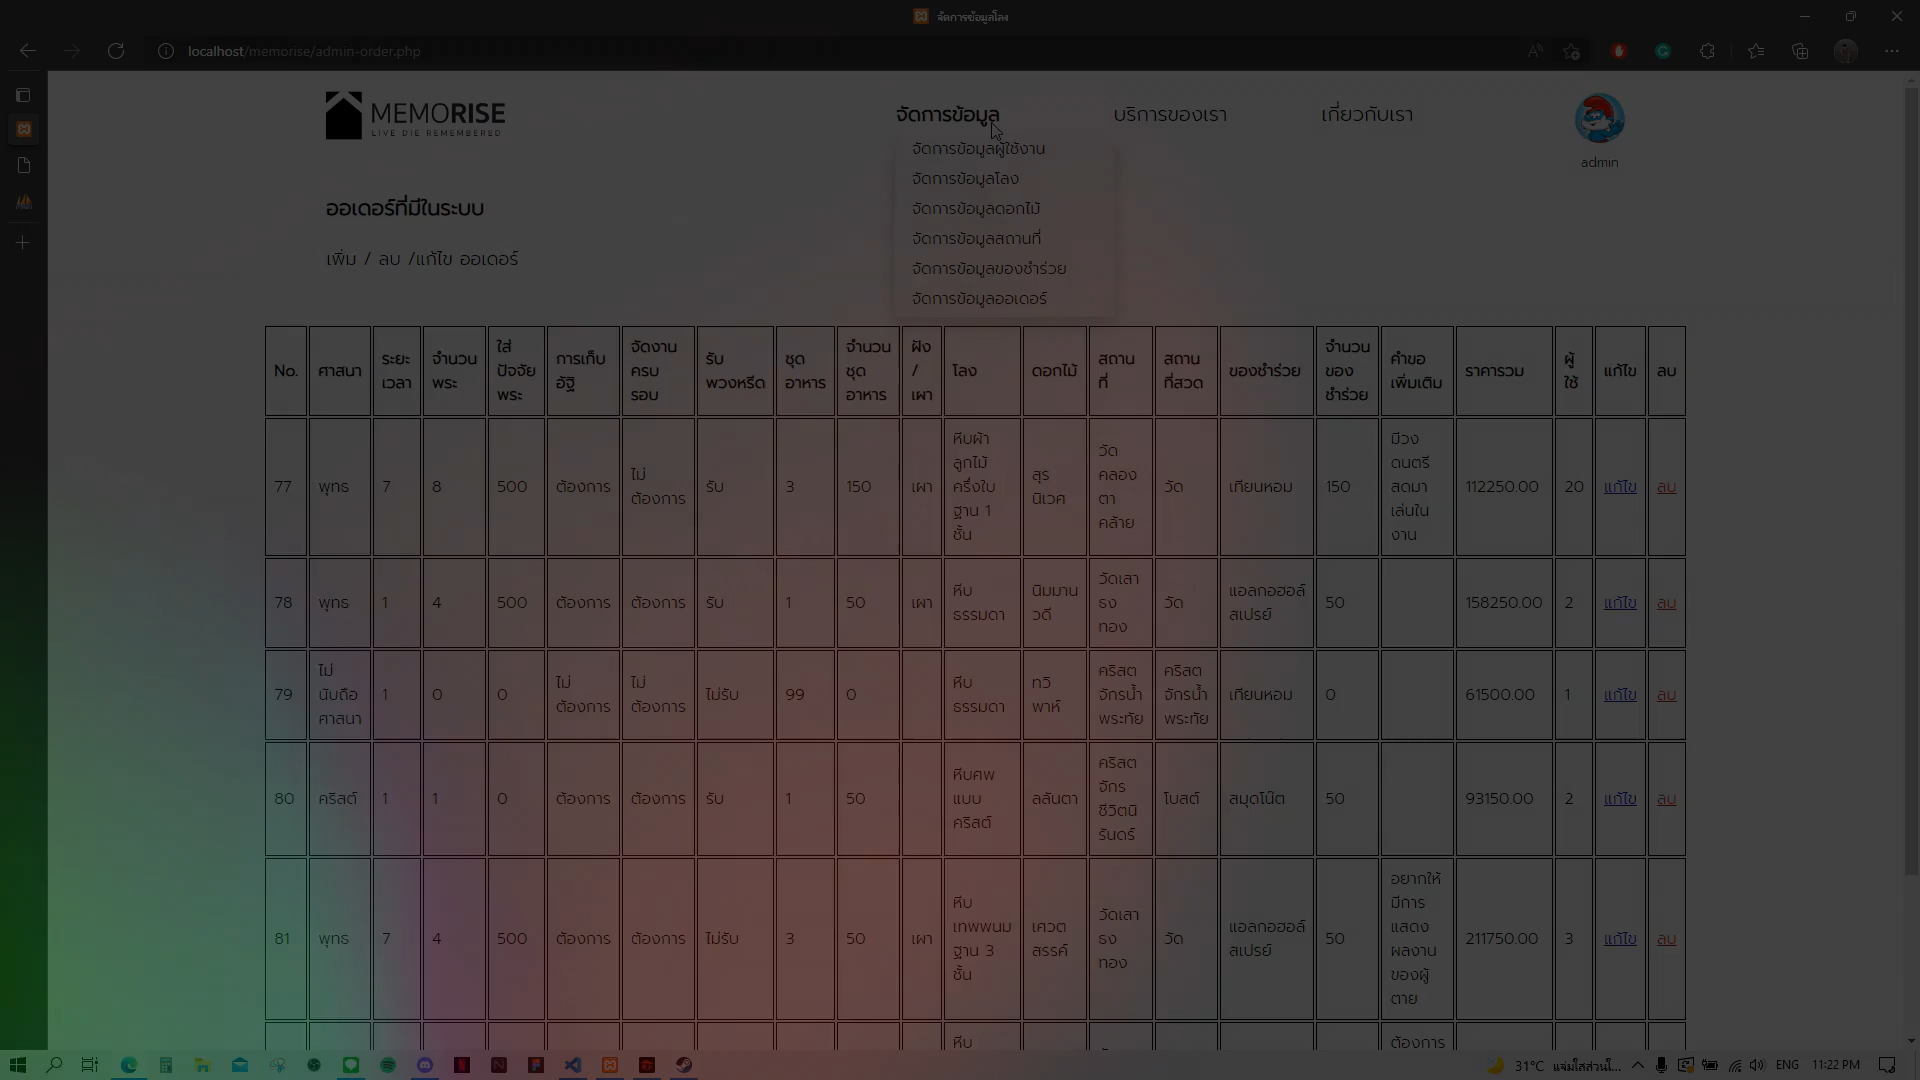 จัดการข้อมูลโลง
localhost/memorise/admin-order.php
MEMORISE
LIVE DIE REMEMBERED
จัดการข้อมูล
บริการของเรา
เกี่ยวกับเรา
admin
จัดการข้อมูลผู้ใช้งาน
จัดการข้อมูลโลง
จัดการข้อมูลดอกไม้
จัดการข้อมูลสถานที่
จัดการข้อมูลของชำร่วย
จัดการข้อมูลออเดอร์
ออเดอร์ที่มีในระบบ
เพิ่ม / ลบ /แก้ไข ออเดอร์
No. ศาสนา ระยะเวลา จำนวนพระ ใส่ปัจจัยพระ การเก็บอัฐิ จัดงานครบรอบ รับพวงหรีด ชุดอาหาร จำนวนชุดอาหาร ฝัง / เผา โลง ดอกไม้ สถานที่ สถานที่สวด ของชำร่วย จำนวนของชำร่วย คำขอเพิ่มเติม ราคารวม ผู้ใช้ แก้ไข ลบ
77 พุทธ 7 8 500 ต้องการ ไม่ต้องการ รับ 3 150 เผา หีบผ้าลูกไม้ครึ่งใบฐาน 1 ชั้น สุรนิเวศ วัดคลองตาคล้าย วัด เทียนหอม 150 มีวงดนตรีสดมาเล่นในงาน 112250.00 20 แก้ไข ลบ
78 พุทธ 1 4 500 ต้องการ ต้องการ รับ 1 50 เผา หีบธรรมดา นิมมานวดี วัดเสาธงทอง วัด แอลกอฮอล์สเปรย์ 50 158250.00 2 แก้ไข ลบ
79 ไม่นับถือศาสนา 1 0 0 ไม่ต้องการ ไม่ต้องการ ไม่รับ 99 0 หีบธรรมดา ทวิพาห์ คริสตจักรน้ำพระทัย คริสตจักรน้ำพระทัย เทียนหอม 0 61500.00 1 แก้ไข ลบ
80 คริสต์ 1 1 0 ต้องการ ต้องการ รับ 1 50 หีบศพแบบคริสต์ ลลันตา คริสตจักรชีวิตนิรันดร์ โบสต์ สมุดโน๊ต 50 93150.00 2 แก้ไข ลบ
81 พุทธ 7 4 500 ต้องการ ต้องการ ไม่รับ 3 50 เผา หีบเทพพนมฐาน 3 ชั้น เศวตสรรค์ วัดเสาธงทอง วัด แอลกอฮอล์สเปรย์ 50 อยากให้มีการแสดงผลงานของผู้ตาย 211750.00 3 แก้ไข ลบ
หีบ ต้องการ
31°C
ENG
11:22 PM